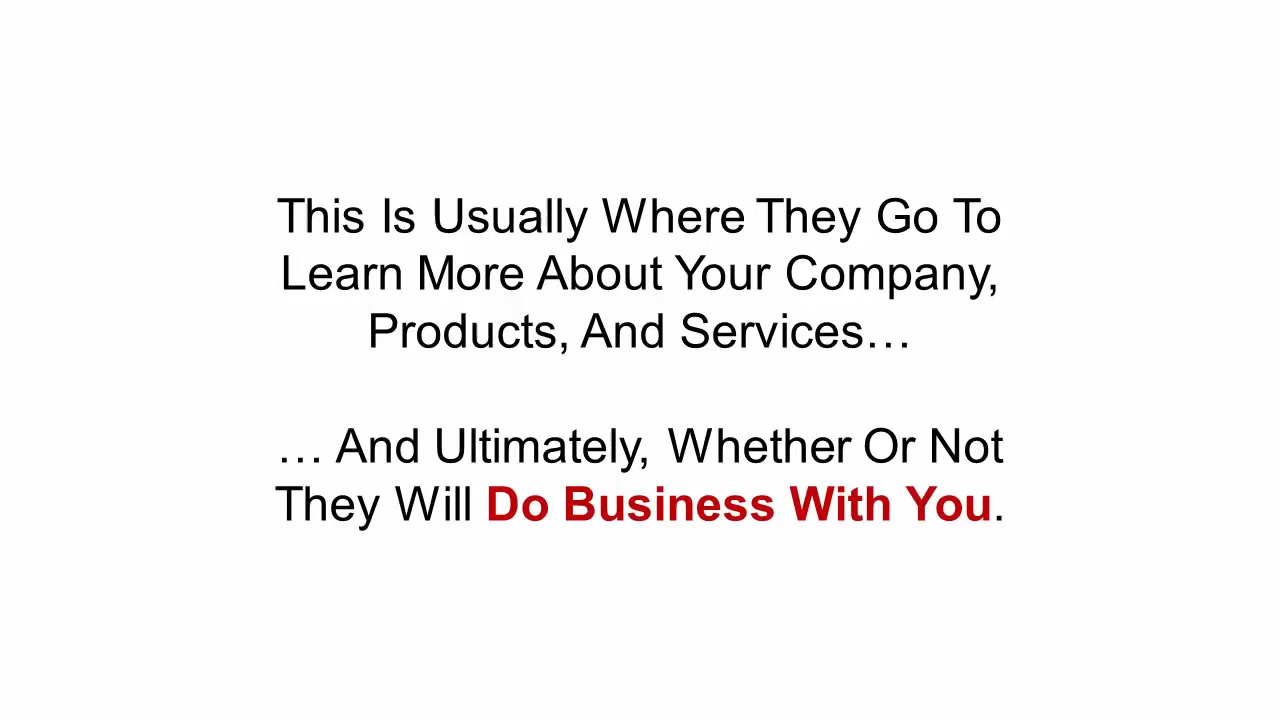 This Is Usually Where They Go To
Learn More About Your Company,
Products, And Services…
… And Ultimately, Whether Or Not
They Will Do Business With You.